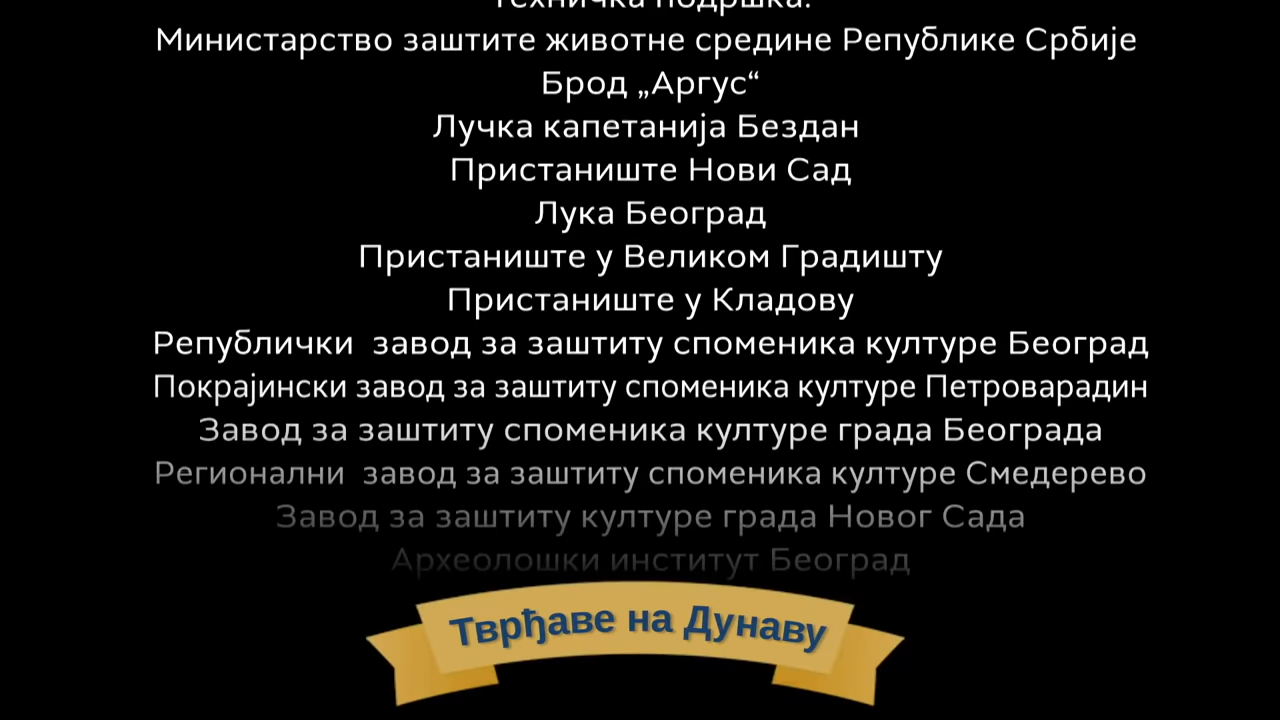 Техничка подршка:
Министарство заштите животне средине Републике Србије
Брод „Аргус“
Лучка капетанија Бездан
Пристаниште Нови Сад
Лука Београд
Пристаниште у Великом Градишту
Пристаниште у Кладову
Републички завод за заштиту споменика културе Београд
Покрајински завод за заштиту споменика културе Петроварадин
Завод за заштиту споменика културе града Београда
Регионални завод за заштиту споменика културе Смедерево
Завод за заштиту културе града Новог Сада
Археолошки институт Београд
Тврђаве на Дунаву